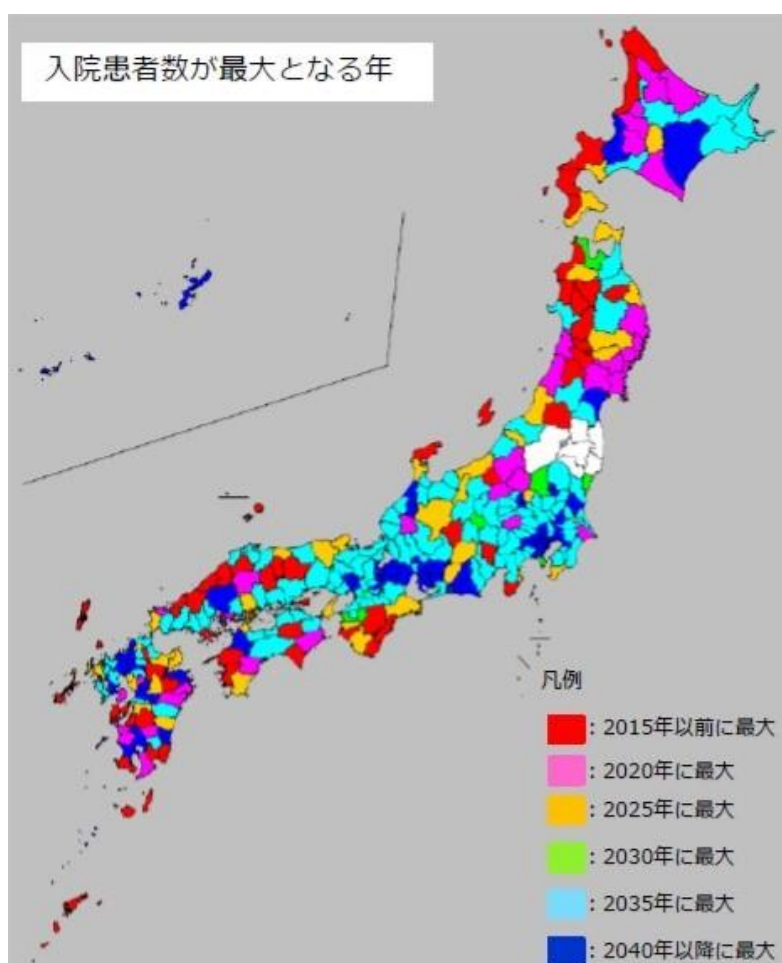 入院患者数が最大となる年
凡例
：2015年以前に最大
：2020年に最大
：2025年に最大
：2030年に最大
：2035年に最大
：2040年以降に最大